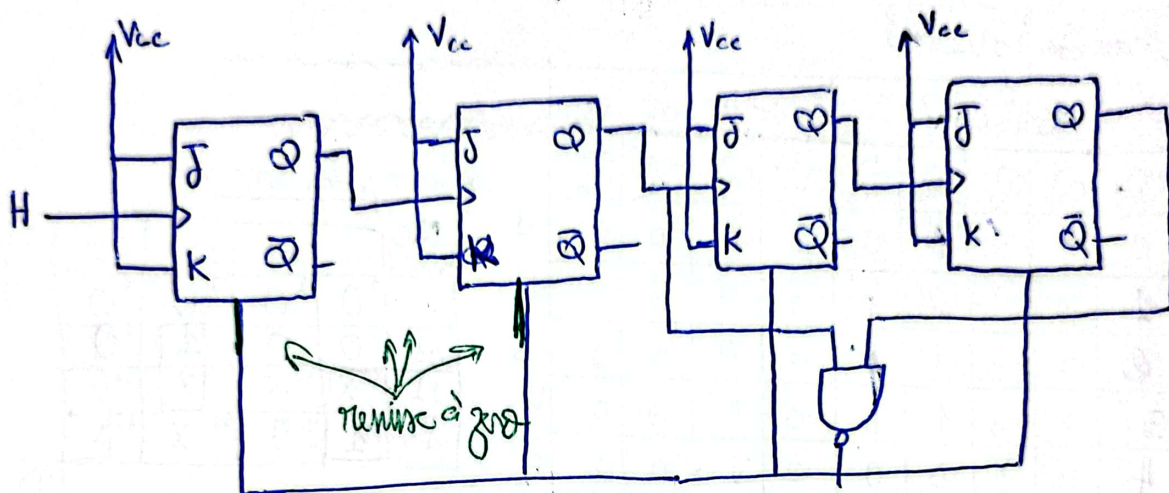 Vcc Vcc Vcc Vcc
J Q J Q J Q J Q
H
K Q̄ K Q̄ K Q̄ K Q̄
remise à zero